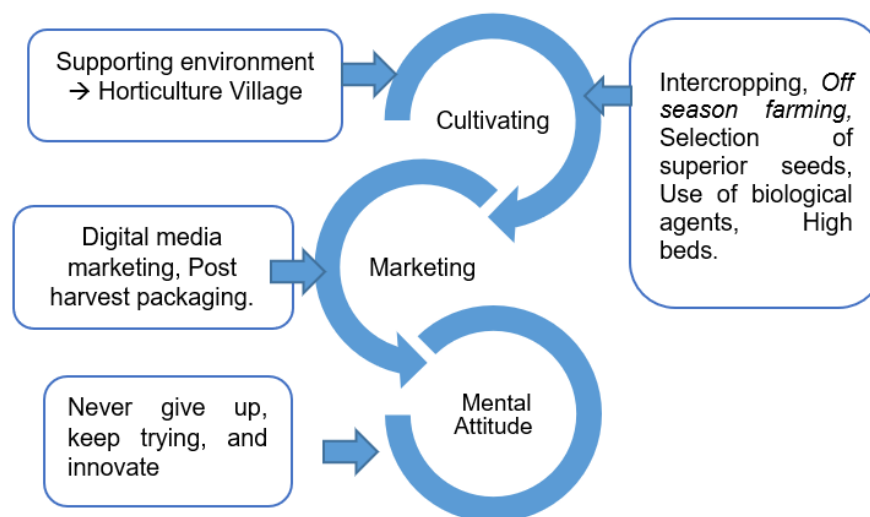 Supporting environment
→ Horticulture Village
Cultivating
Intercropping, Off
season farming,
Selection of
superior seeds,
Use of biological
agents, High
beds.
Digital media
marketing, Post
harvest packaging.
Marketing
Never give up,
keep trying, and
innovate
Mental
Attitude